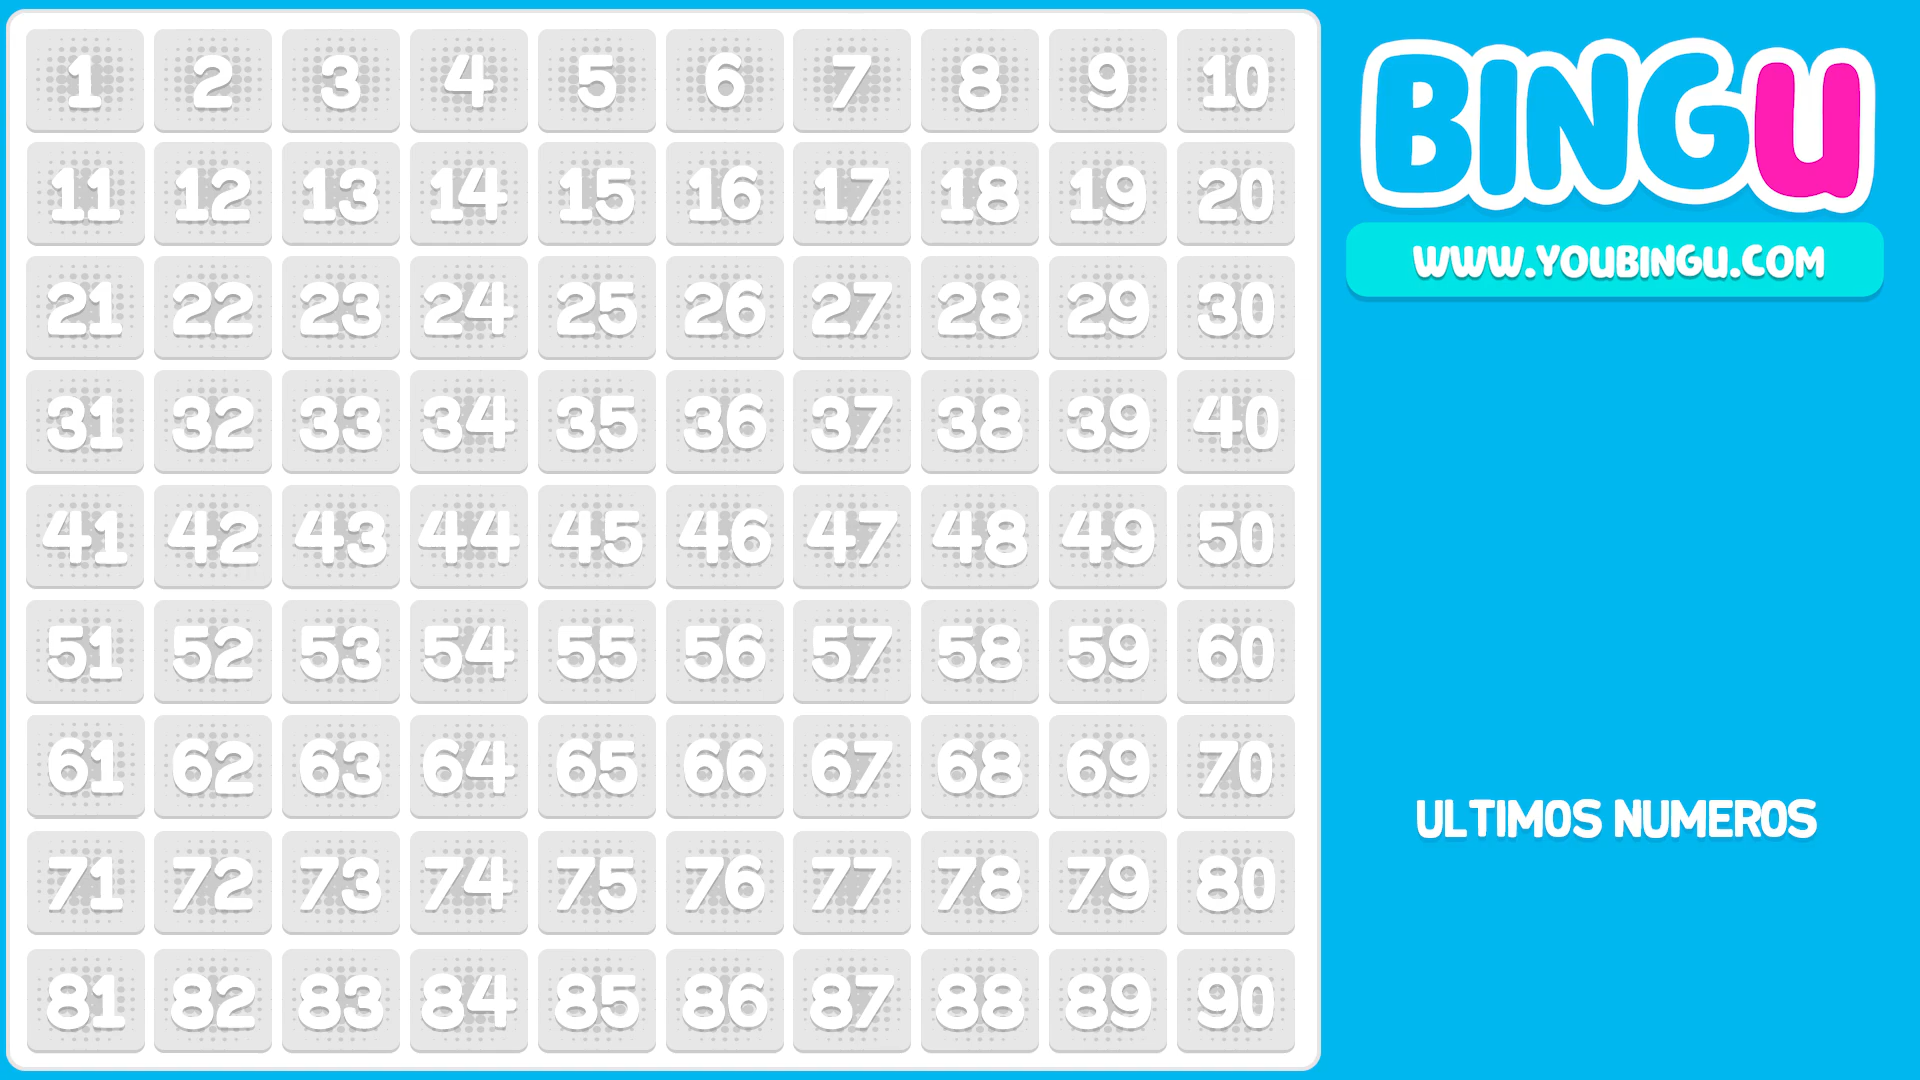 1 2 3 4 5 6 7 8 9 10
11 12 13 14 15 16 17 18 19 20
21 22 23 24 25 26 27 28 29 30
31 32 33 34 35 36 37 38 39 40
41 42 43 44 45 46 47 48 49 50
51 52 53 54 55 56 57 58 59 60
61 62 63 64 65 66 67 68 69 70
71 72 73 74 75 76 77 78 79 80
81 82 83 84 85 86 87 88 89 90
BINGU
WWW.YOUBINGU.COM
ULTIMOS NUMEROS